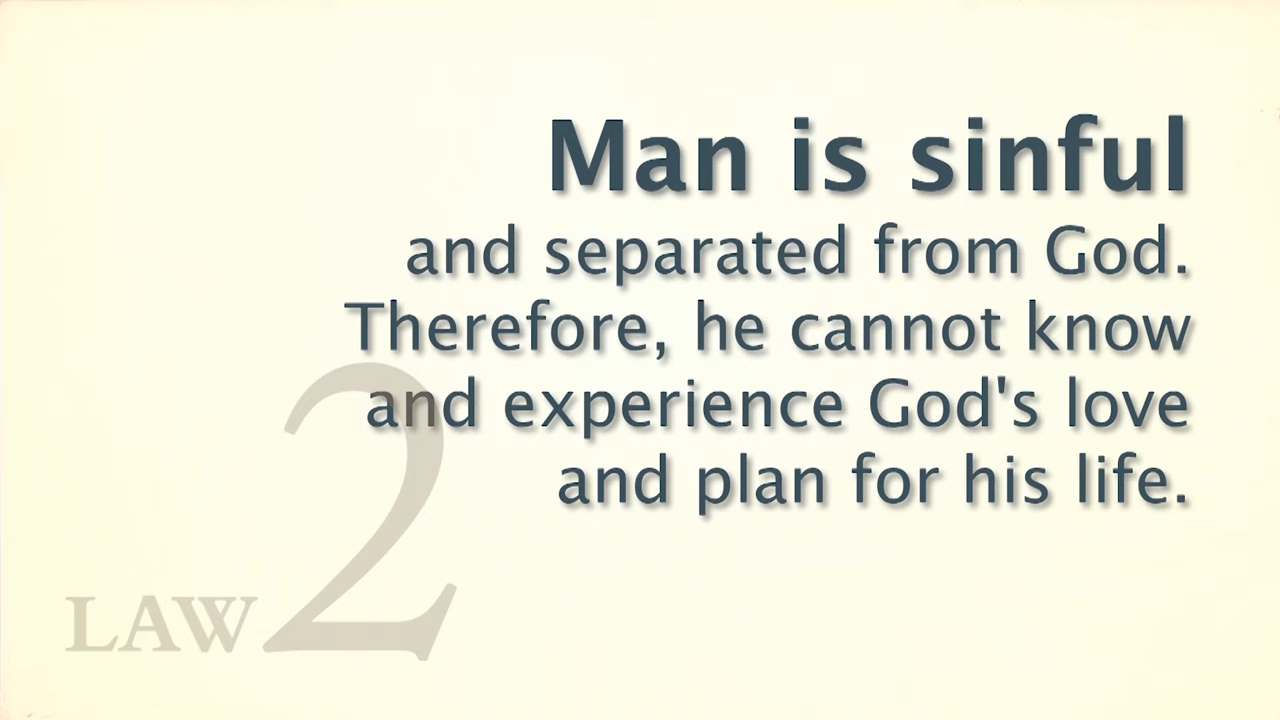 Man is sinful
and separated from God.
Therefore, he cannot know
and experience God's love
and plan for his life.
LAW 2